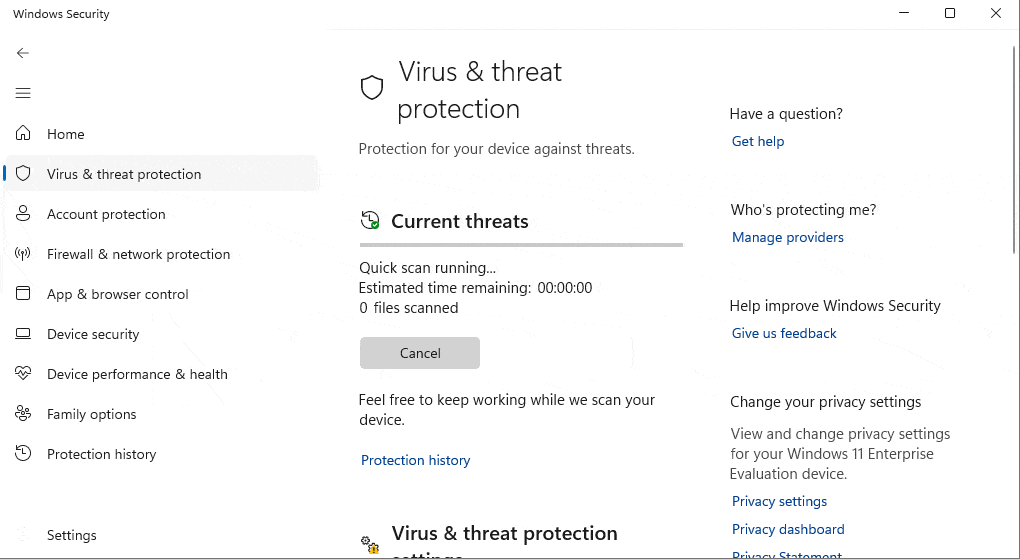 Windows Security
Home
Virus & threat protection
Account protection
Firewall & network protection
App & browser control
Device security
Device performance & health
Family options
Protection history
Settings
Virus & threat
protection
Protection for your device against threats.
Current threats
Quick scan running...
Estimated time remaining: 00:00:00
0 files scanned
Cancel
Feel free to keep working while we scan your
device.
Protection history
Virus & threat protection
settings
Have a question?
Get help
Who's protecting me?
Manage providers
Help improve Windows Security
Give us feedback
Change your privacy settings
View and change privacy settings
for your Windows 11 Enterprise
Evaluation device.
Privacy settings
Privacy dashboard
Privacy Statement